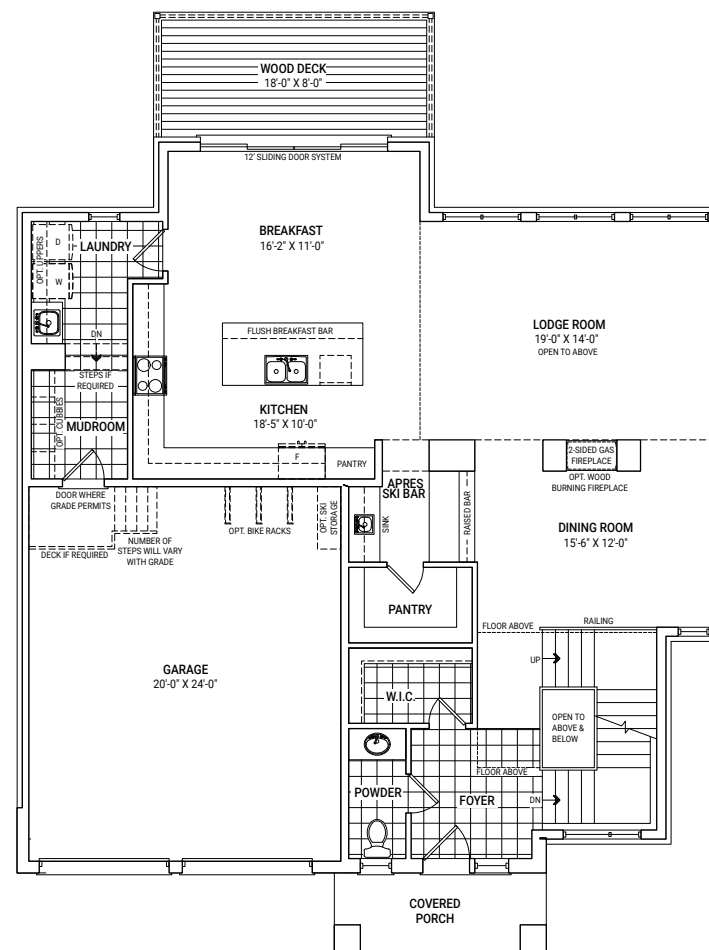 WOOD DECK
18'-0" X 8'-0"
12' SLIDING DOOR SYSTEM
BREAKFAST
16'-2" X 11'-0"
LAUNDRY
OPT. UPPERS
D
W
DN
STEPS IF
REQUIRED
OPT. CUBBIES
MUDROOM
FLUSH BREAKFAST BAR
KITCHEN
18'-5" X 10'-0"
F
PANTRY
LODGE ROOM
19'-0" X 14'-0"
OPEN TO ABOVE
2-SIDED GAS
FIREPLACE
OPT. WOOD
BURNING FIREPLACE
APRES
SKI BAR
SINK
RAISED BAR
DINING ROOM
15'-6" X 12'-0"
DOOR WHERE
GRADE PERMITS
DECK IF REQUIRED
NUMBER OF
STEPS WILL VARY
WITH GRADE
OPT. BIKE RACKS
OPT. SKI
STORAGE
PANTRY
FLOOR ABOVE
RAILING
UP
GARAGE
20'-0" X 24'-0"
W.I.C.
OPEN TO
ABOVE &
BELOW
FLOOR ABOVE
POWDER
FOYER
DN
COVERED
PORCH